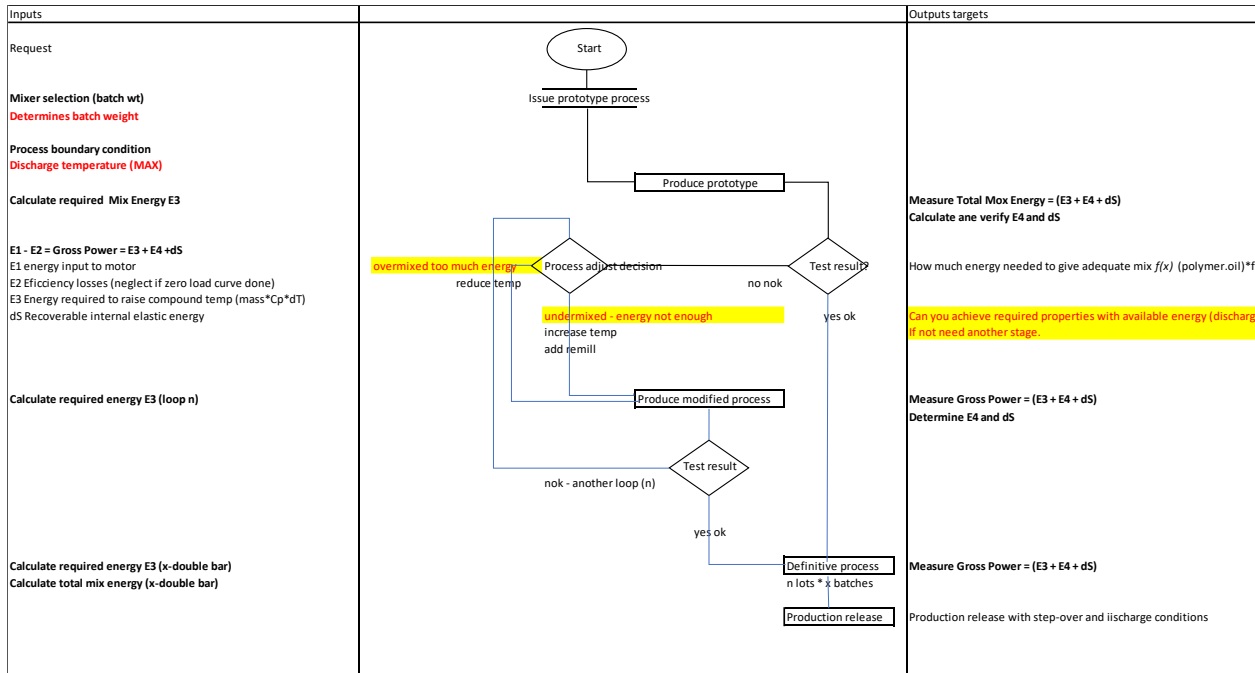 Inputs
Outputs targets
Request
Start
Mixer selection (batch wt)
Issue prototype process
Determines batch weight
Process boundary condition
Discharge temperature (MAX)
Produce prototype
Calculate required Mix Energy E3
Measure Total Mox Energy = (E3 + E4 + dS)
Calculate ane verify E4 and dS
E1 - E2 = Gross Power = E3 + E4 +dS
E1 energy input to motor
overmixed too much energy
Process adjust decision
Test result?
How much energy needed to give adequate mix f(x) (polymer.oil)*f
E2 Eficciency losses (neglect if zero load curve done)
reduce temp
no nok
E3 Energy required to raise compound temp (mass*Cp*dT)
dS Recoverable internal elastic energy
undermixed - energy not enough
yes ok
Can you achieve required properties with available energy (discharg
increase temp
If not need another stage.
add remill
Calculate required energy E3 (loop n)
Produce modified process
Measure Gross Power = (E3 + E4 + dS)
Determine E4 and dS
Test result
nok - another loop (n)
yes ok
Calculate required energy E3 (x-double bar)
Definitive process
Measure Gross Power = (E3 + E4 + dS)
Calculate total mix energy (x-double bar)
n lots * x batches
Production release
Production release with step-over and iischarge conditions